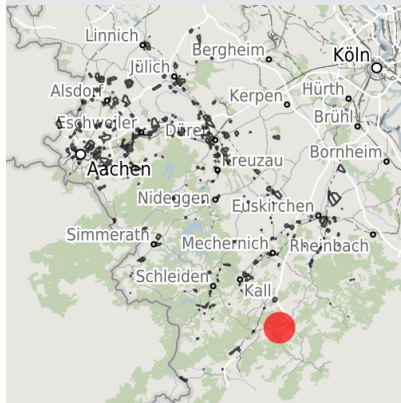 Linnich
Bergheim
Köln
Jülich
Alsdorf
Kerpen
Hürth
Brühl
Eschweiler
Düren
Bornheim
Aachen
Kreuzau
Nideggen
Euskirchen
Simmerath
Mechernich
Rheinbach
Schleiden
Kall